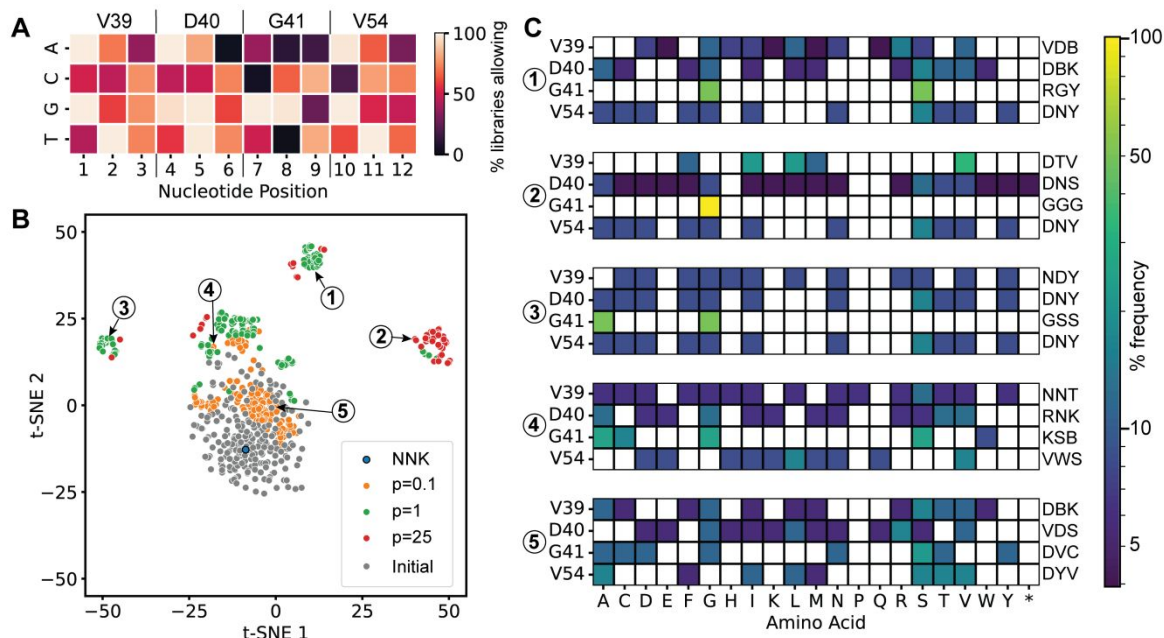 A
V39 D40 G41 V54
A
C
G
T
1 2 3 4 5 6 7 8 9 10 11 12
Nucleotide Position
100
50
0
% libraries allowing
B
50
25
0
−25
−50
t-SNE 2
−50 −25 0 25 50
t-SNE 1
1
2
3
4
5
NNK
p=0.1
p=1
p=25
Initial
C
1
V39 VDB
D40 DBK
G41 RGY
V54 DNY
2
V39 DTV
D40 DNS
G41 GGG
V54 DNY
3
V39 NDY
D40 DNY
G41 GSS
V54 DNY
4
V39 NNT
D40 RNK
G41 KSB
V54 VWS
5
V39 DBK
D40 VDS
G41 DVC
V54 DYV
A C D E F G H I K L M N P Q R S T V W Y *
Amino Acid
100
50
10
5
% frequency